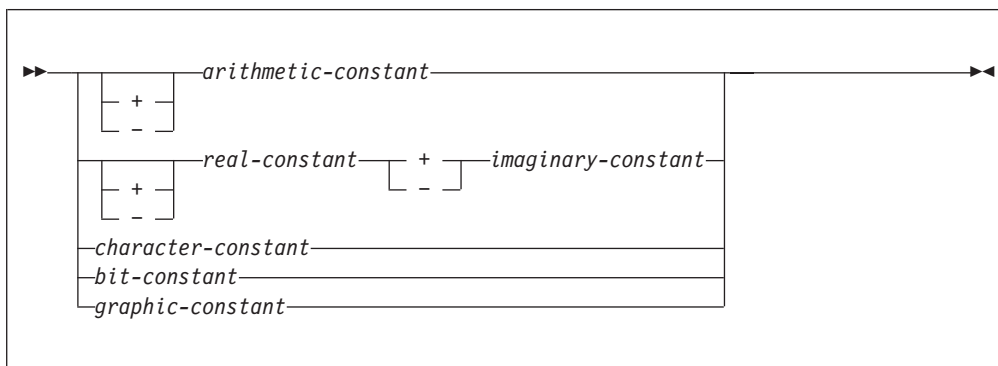 arithmetic-constant
+
−
real-constant + imaginary-constant
−
+
−
character-constant
bit-constant
graphic-constant